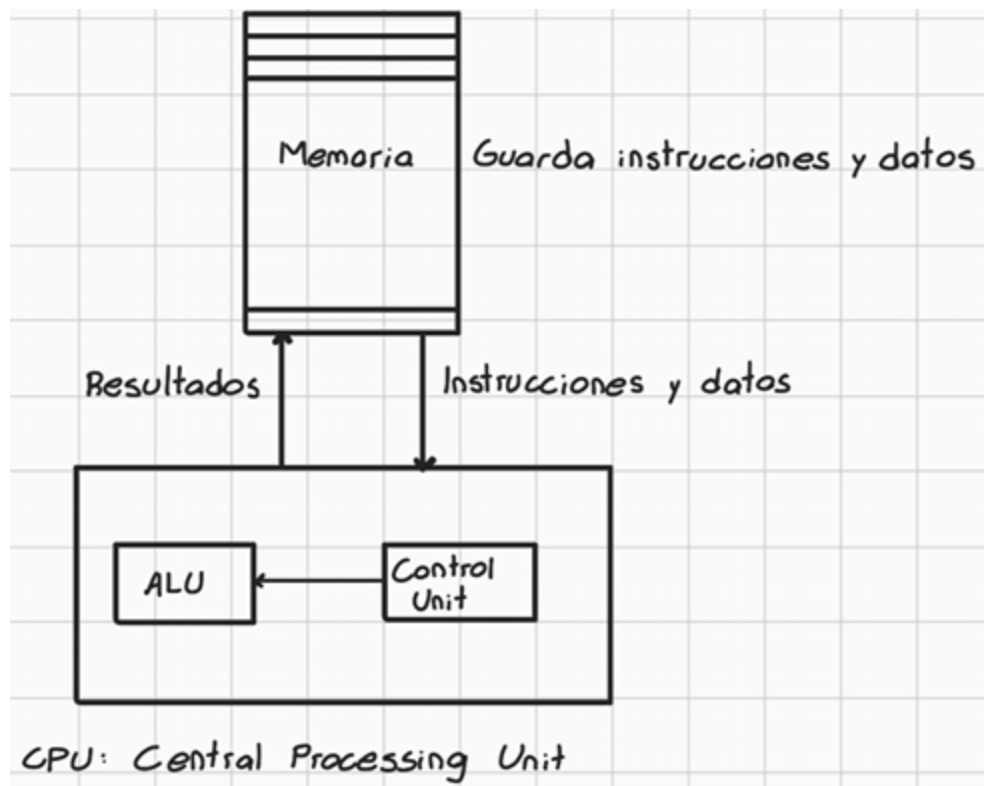 Memoria
Guarda instrucciones y datos
Resultados
Instrucciones y datos
ALU
Control
Unit
CPU: Central Processing Unit